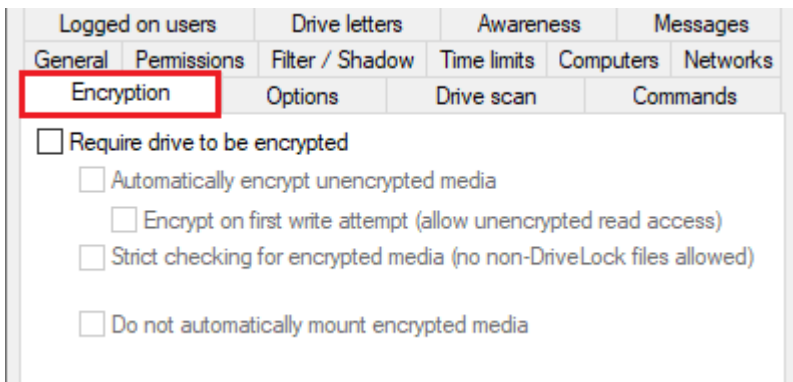 Logged on users Drive letters Awareness Messages
General Permissions Filter / Shadow Time limits Computers Networks
Encryption Options Drive scan Commands
Require drive to be encrypted
Automatically encrypt unencrypted media
Encrypt on first write attempt (allow unencrypted read access)
Strict checking for encrypted media (no non-DriveLock files allowed)
Do not automatically mount encrypted media